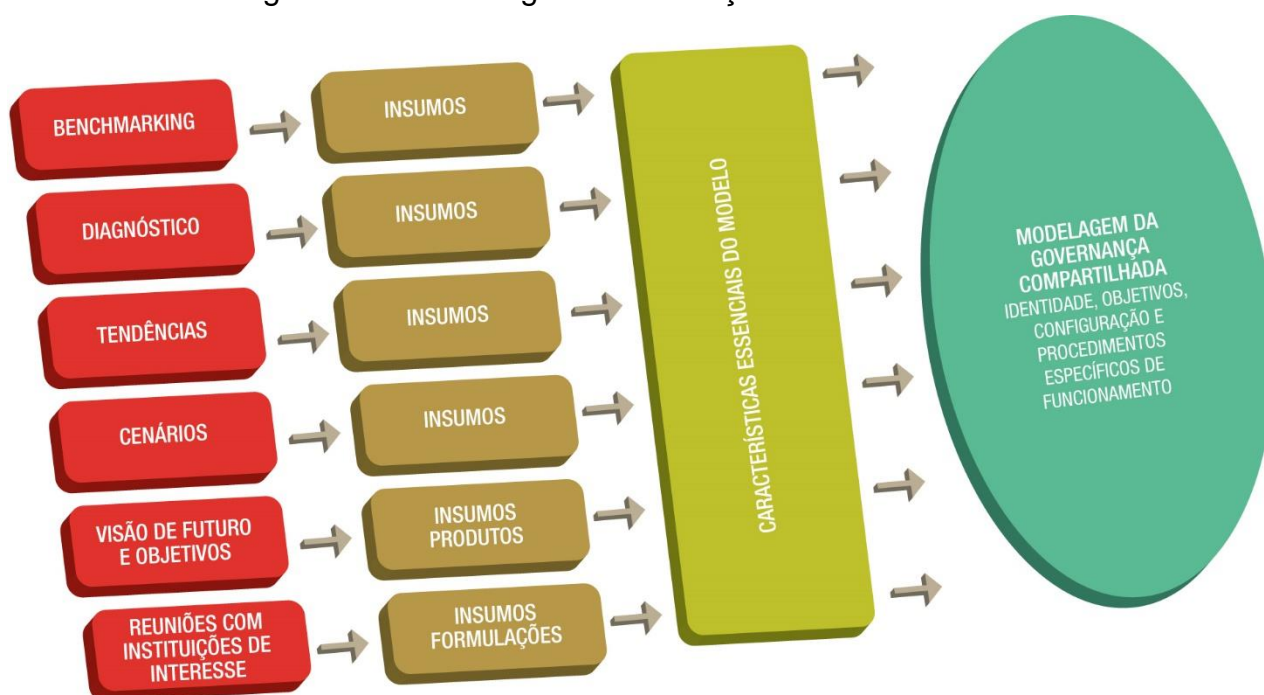 BENCHMARKING
INSUMOS
DIAGNÓSTICO
INSUMOS
TENDÊNCIAS
INSUMOS
CENÁRIOS
INSUMOS
VISÃO DE FUTURO
E OBJETIVOS
INSUMOS
PRODUTOS
REUNIÕES COM
INSTITUIÇÕES DE
INTERESSE
INSUMOS
FORMULAÇÕES
CARACTERÍSTICAS ESSENCIAIS DO MODELO
MODELAGEM DA
GOVERNANÇA
COMPARTILHADA
IDENTIDADE, OBJETIVOS,
CONFIGURAÇÃO E
PROCEDIMENTOS
ESPECÍFICOS DE
FUNCIONAMENTO